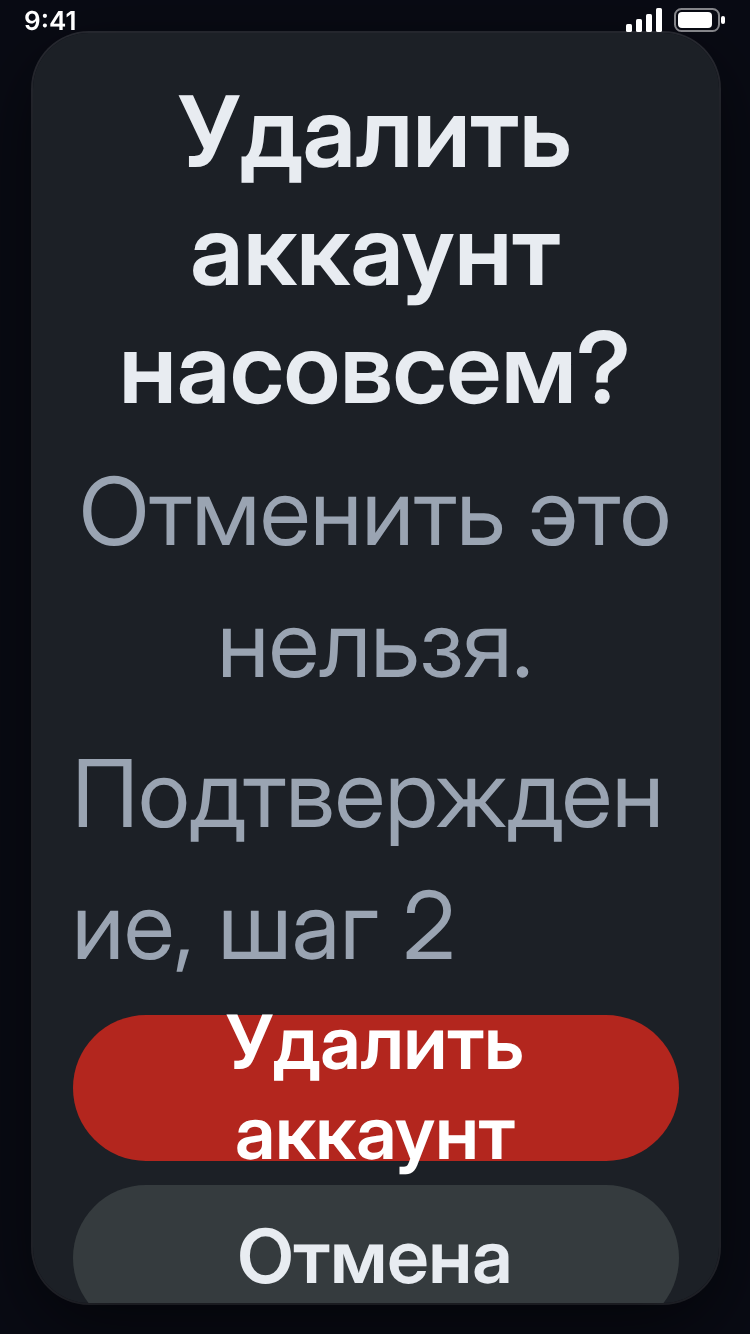 9:41
Удалить
аккаунт
насовсем?
Отменить это
нельзя.
Подтвержден
ие, шаг 2
Удалить
аккаунт
Отмена